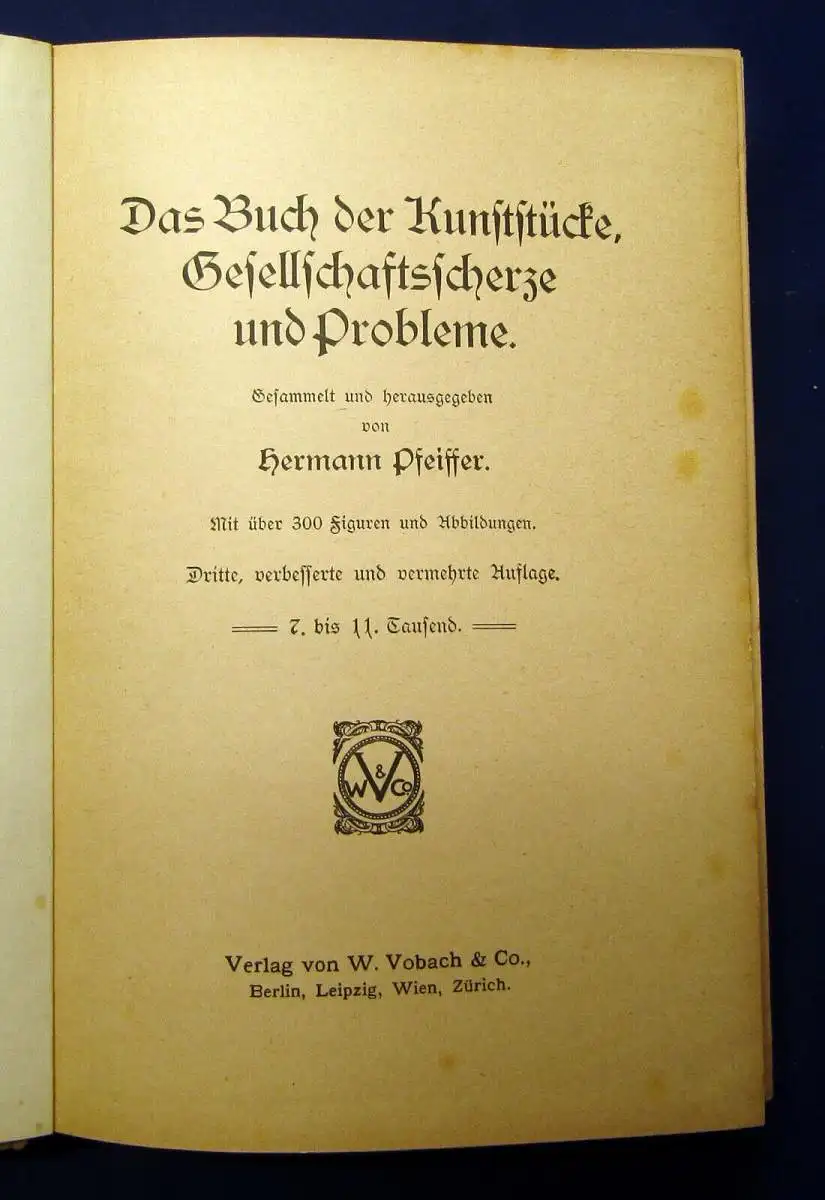 Das Buch der Kunststücke,
Gesellschaftsscherze
und Probleme.
Gesammelt und herausgegeben
von
Hermann Pfeiffer.
Mit über 300 Figuren und Abbildungen.
Dritte, verbesserte und vermehrte Auflage.
7. bis 11. Tausend.
W V & Co.
Verlag von W. Vobach & Co.,
Berlin, Leipzig, Wien, Zürich.